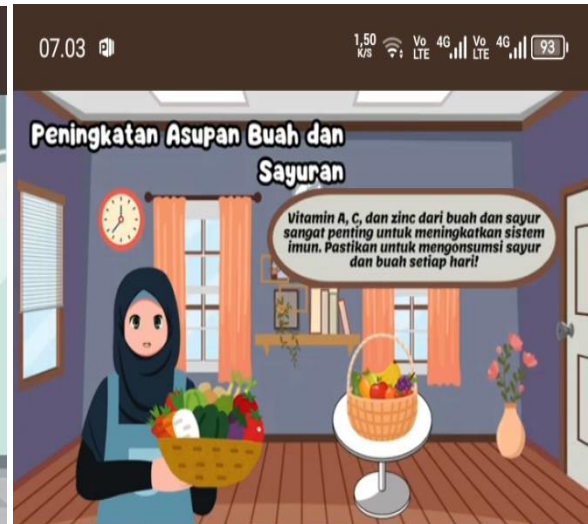 07.03
1,50 K/S Vo LTE 4G Vo LTE 4G 93
Peningkatan Asupan Buah dan
Sayuran
Vitamin A, C, dan zinc dari buah dan sayur
sangat penting untuk meningkatkan sistem
imun. Pastikan untuk mengonsumsi sayur
dan buah setiap hari!